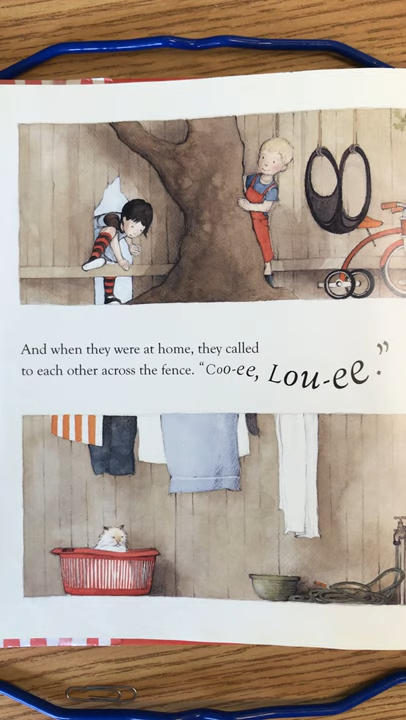 And when they were at home, they called
to each other across the fence. “Coo-ee, Lou-ee.”